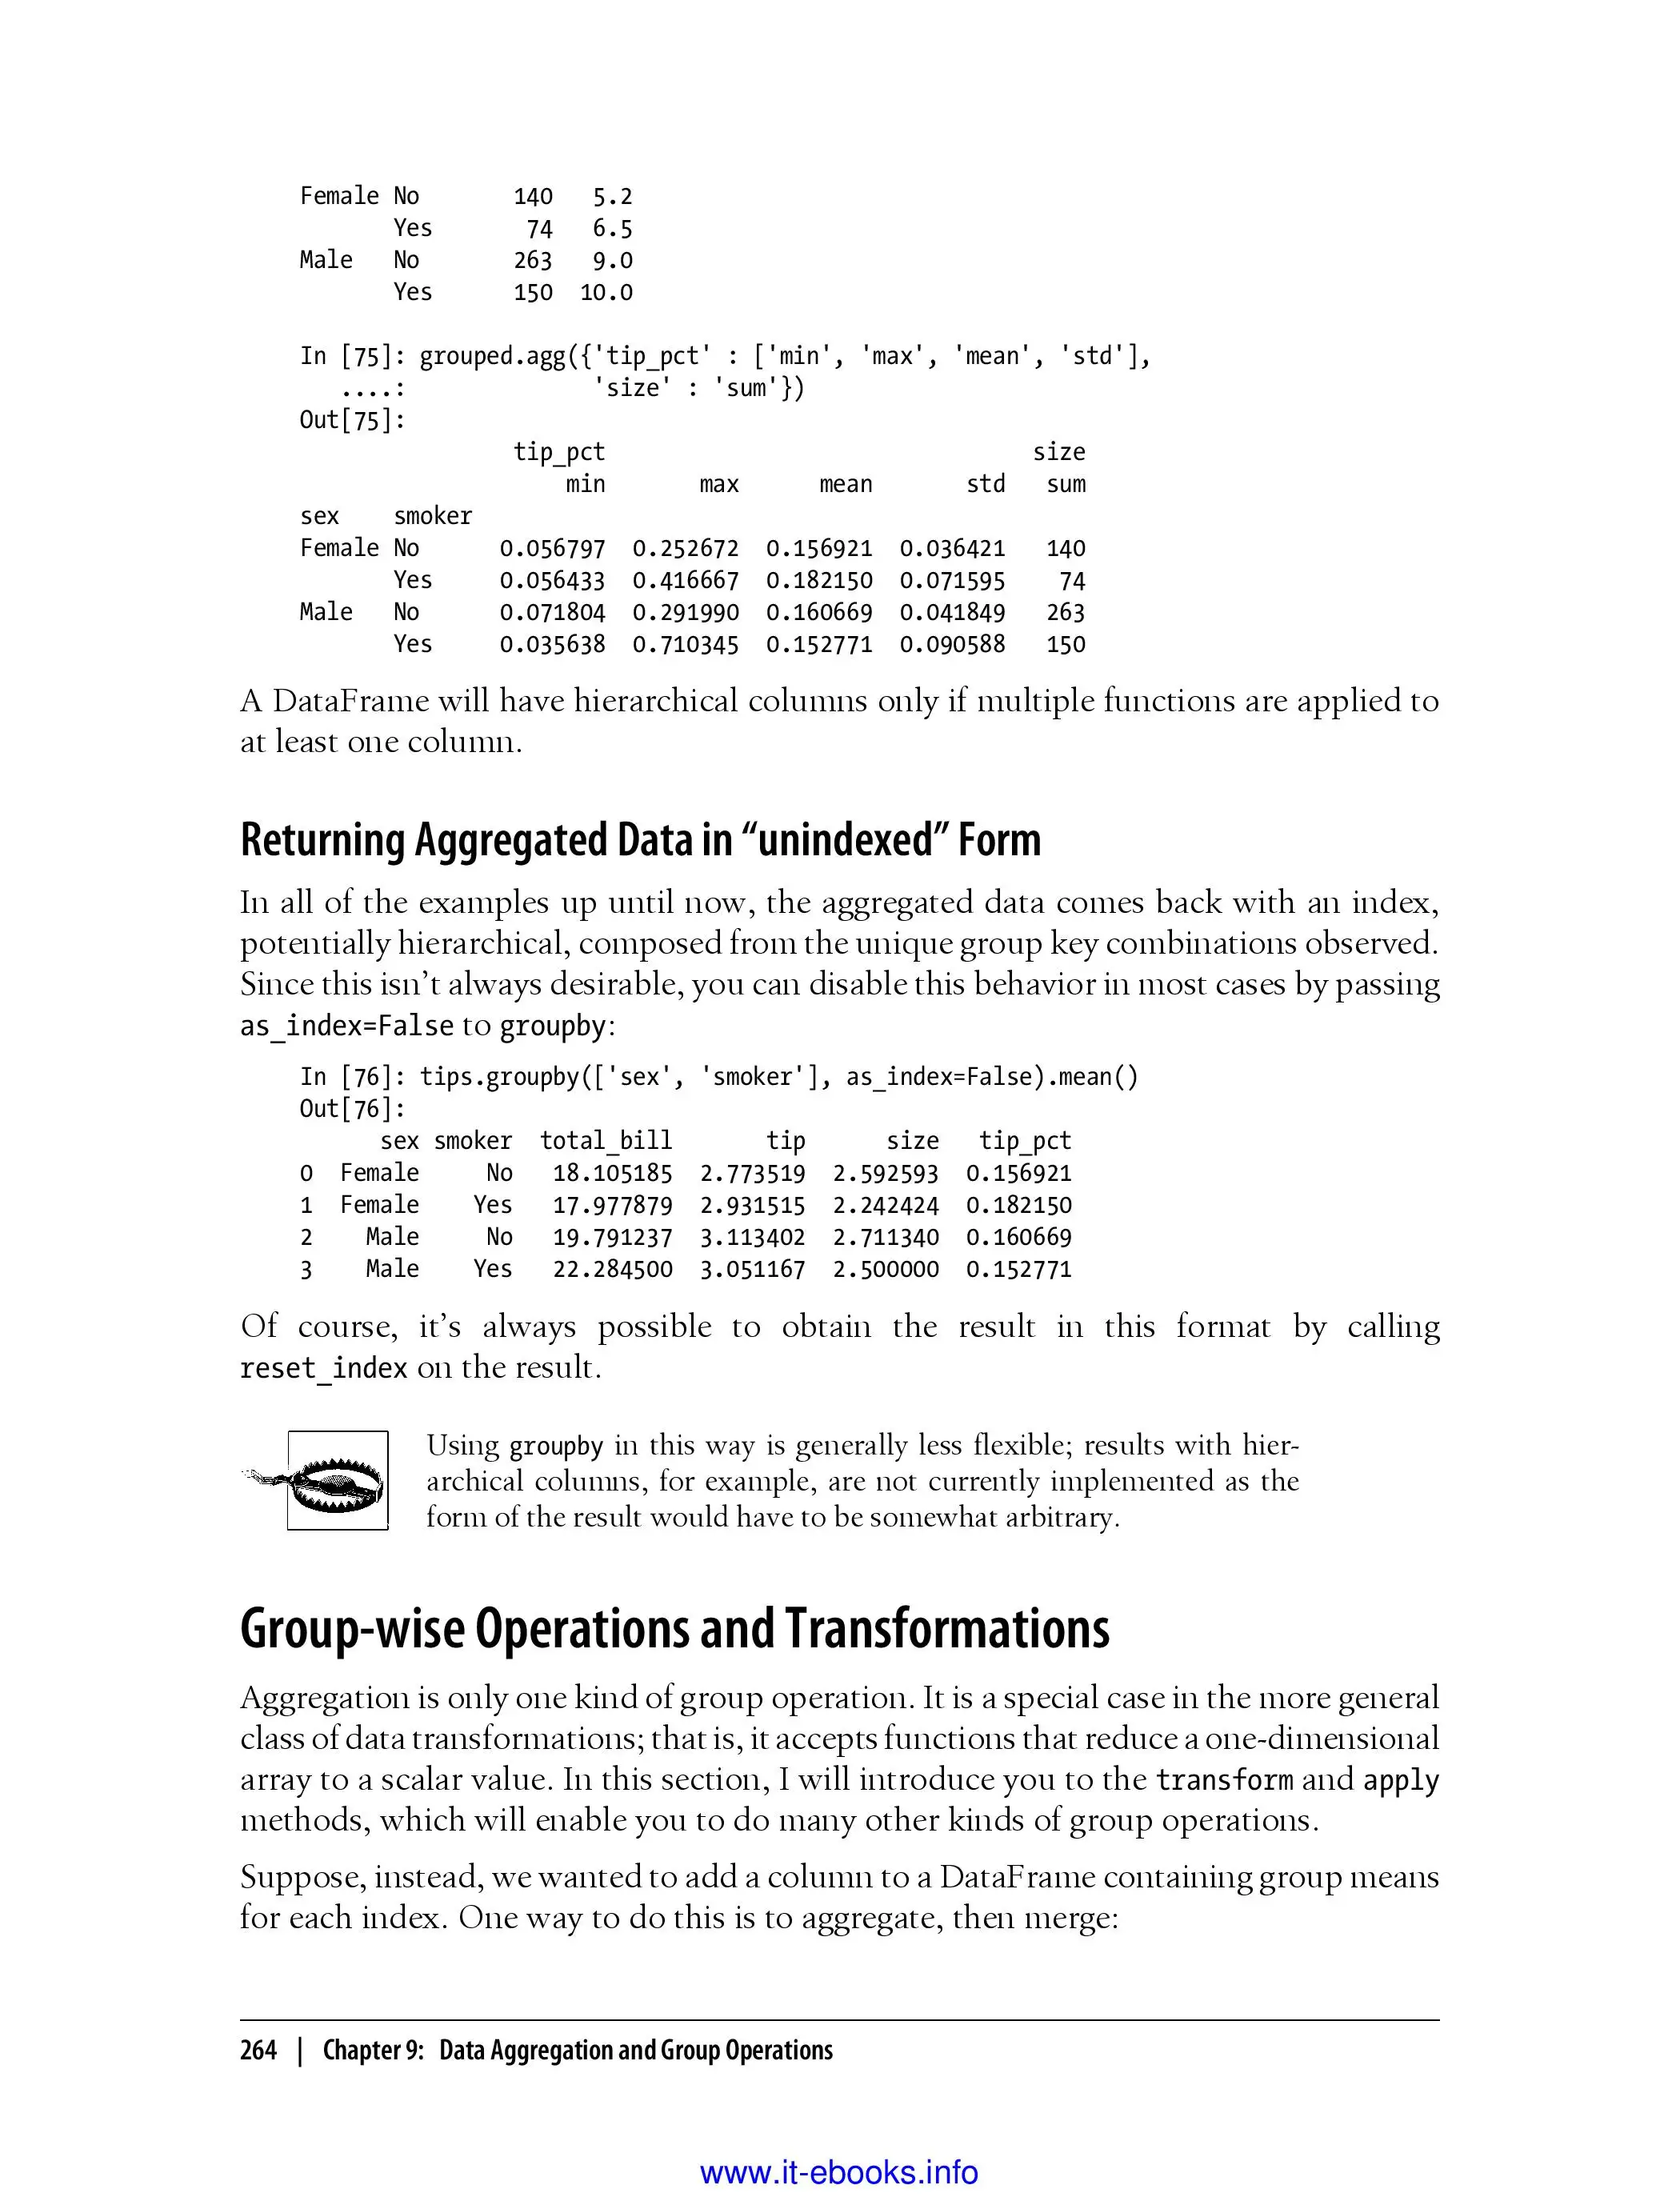 Female No       140   5.2
       Yes       74   6.5
Male   No       263   9.0
       Yes      150  10.0
In [75]: grouped.agg({'tip_pct' : ['min', 'max', 'mean', 'std'],
   ....:              'size' : 'sum'})
Out[75]:
                tip_pct                                size
                    min       max      mean       std   sum
sex    smoker
Female No      0.056797  0.252672  0.156921  0.036421   140
       Yes     0.056433  0.416667  0.182150  0.071595    74
Male   No      0.071804  0.291990  0.160669  0.041849   263
       Yes     0.035638  0.710345  0.152771  0.090588   150
A DataFrame will have hierarchical columns only if multiple functions are applied to
at least one column.
Returning Aggregated Data in “unindexed” Form
In all of the examples up until now, the aggregated data comes back with an index,
potentially hierarchical, composed from the unique group key combinations observed.
Since this isn’t always desirable, you can disable this behavior in most cases by passing
as_index=False to groupby:
In [76]: tips.groupby(['sex', 'smoker'], as_index=False).mean()
Out[76]:
      sex smoker  total_bill       tip      size   tip_pct
0  Female     No   18.105185  2.773519  2.592593  0.156921
1  Female    Yes   17.977879  2.931515  2.242424  0.182150
2    Male     No   19.791237  3.113402  2.711340  0.160669
3    Male    Yes   22.284500  3.051167  2.500000  0.152771
Of course, it’s always possible to obtain the result in this format by calling
reset_index on the result.
Using groupby in this way is generally less flexible; results with hier-
archical columns, for example, are not currently implemented as the
form of the result would have to be somewhat arbitrary.
Group-wise Operations and Transformations
Aggregation is only one kind of group operation. It is a special case in the more general
class of data transformations; that is, it accepts functions that reduce a one-dimensional
array to a scalar value. In this section, I will introduce you to the transform and apply
methods, which will enable you to do many other kinds of group operations.
Suppose, instead, we wanted to add a column to a DataFrame containing group means
for each index. One way to do this is to aggregate, then merge:
264 | Chapter 9: Data Aggregation and Group Operations
www.it-ebooks.info